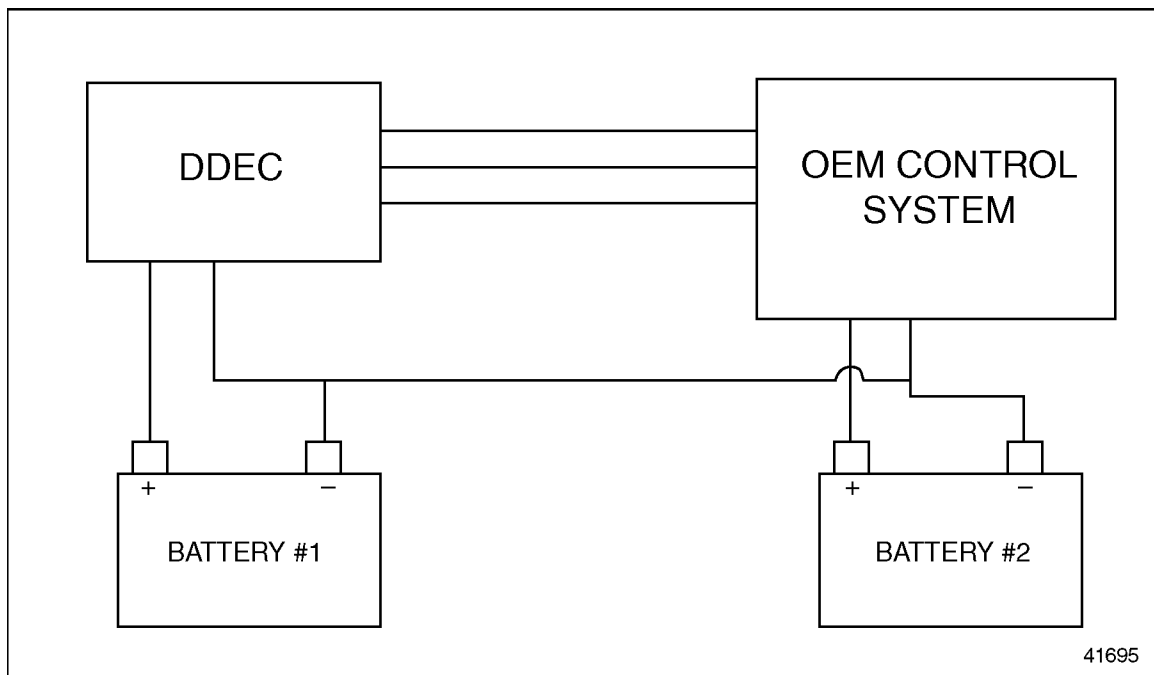 DDEC
OEM CONTROL
SYSTEM
+
–
BATTERY #1
+
–
BATTERY #2
41695